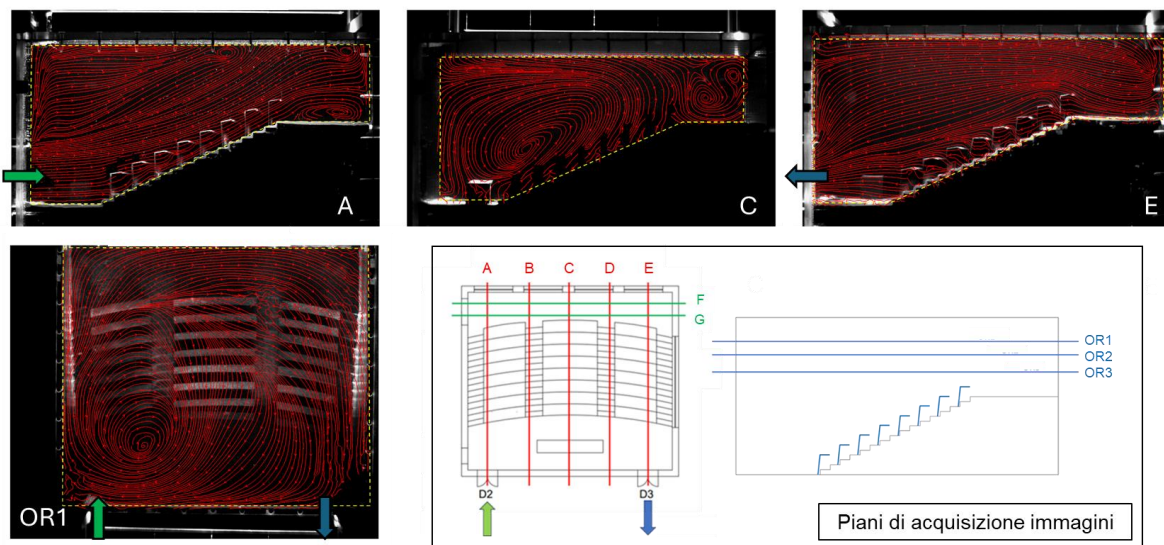 A
C
E
OR1
A B C D E
F
G
D2
D3
OR1
OR2
OR3
Piani di acquisizione immagini